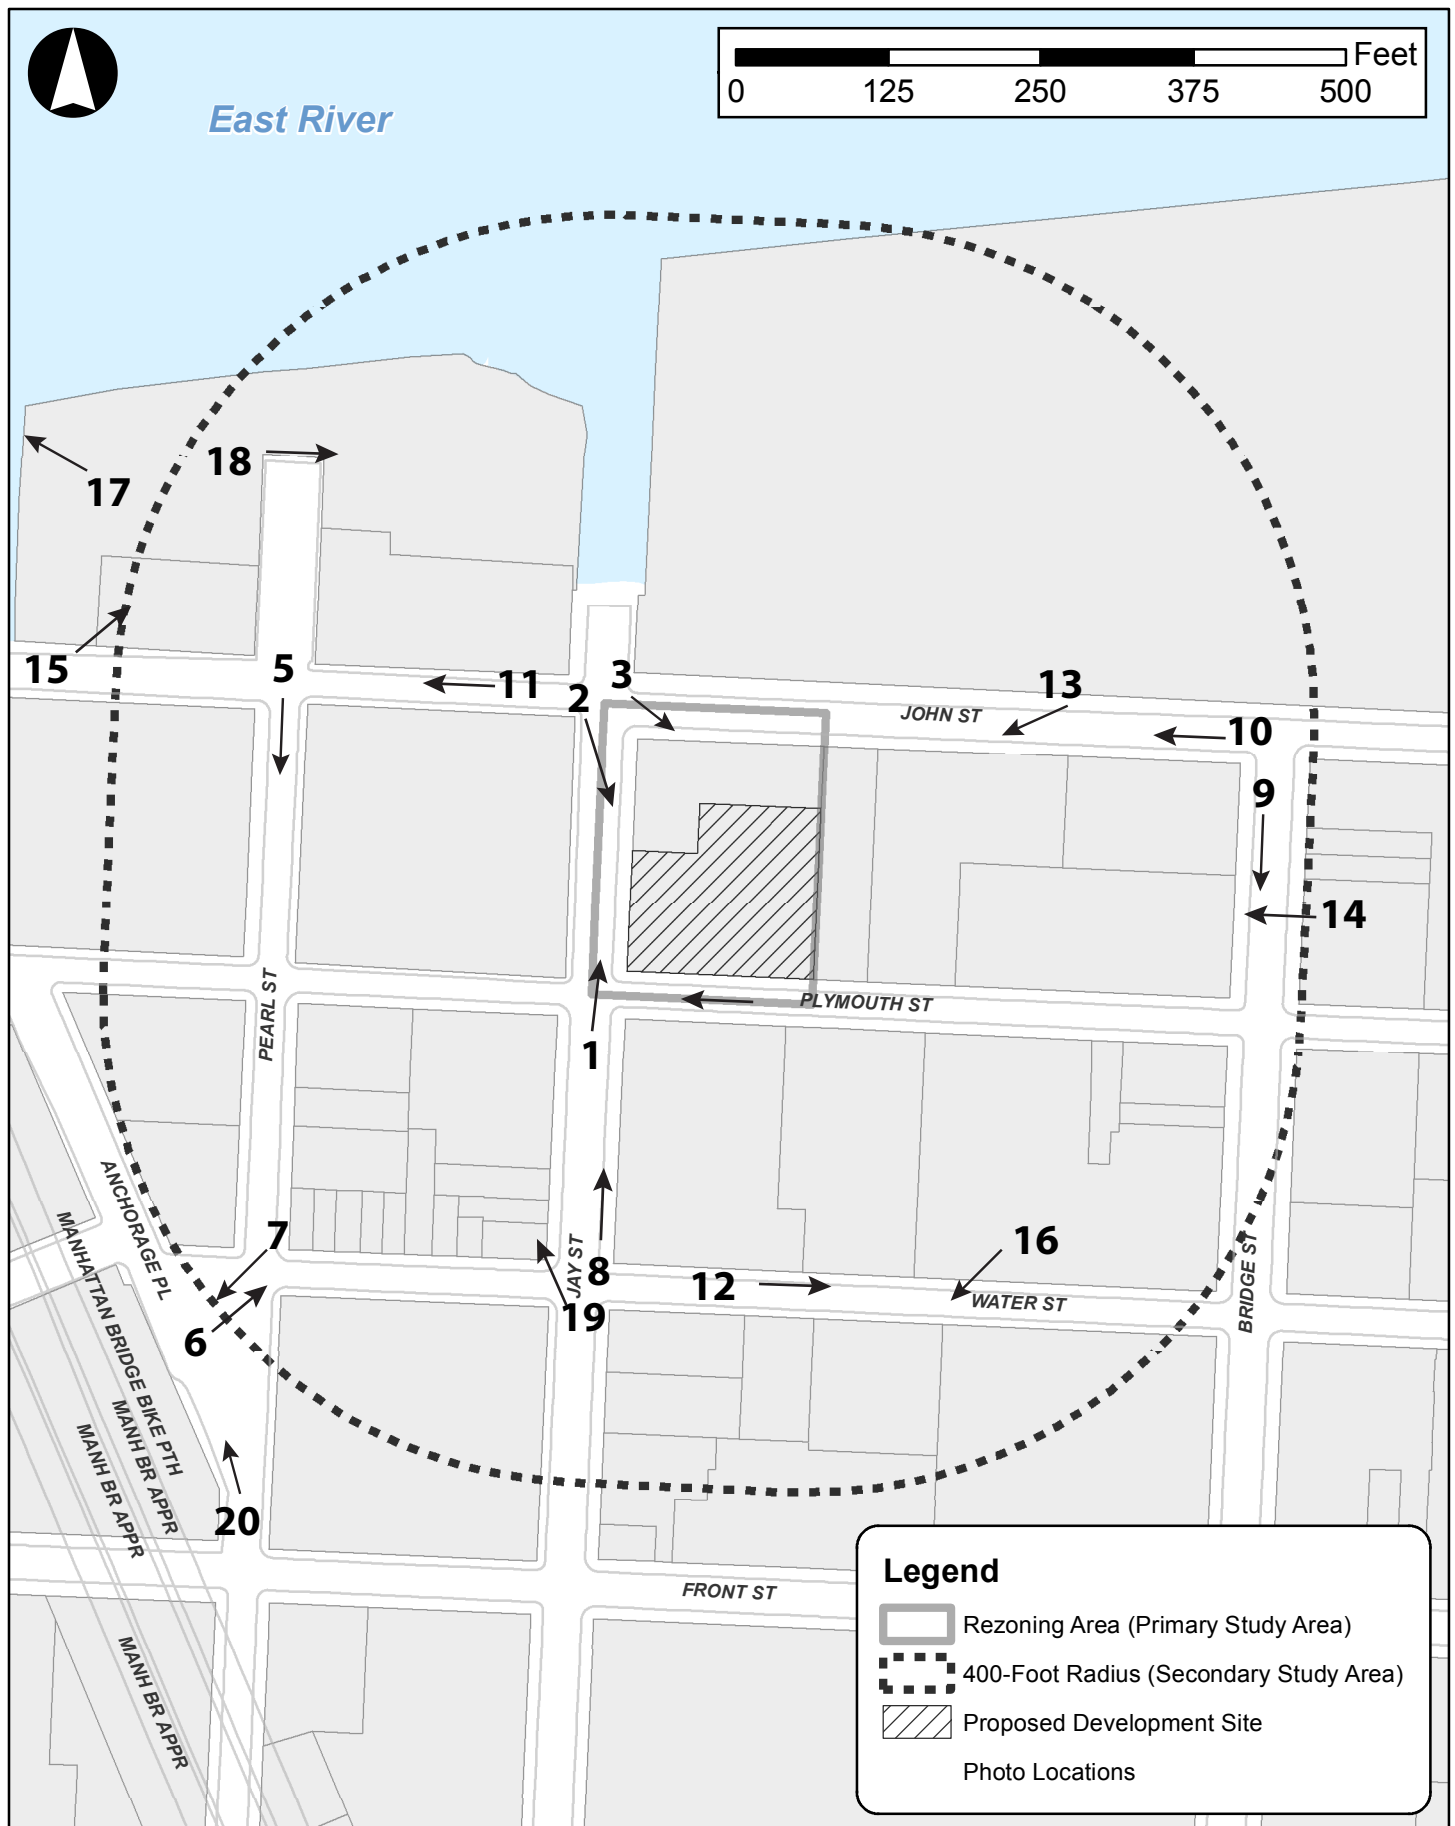 Feet
0 125 250 375 500
East River
18
17
15
5
11
2
3
13
JOHN ST
10
9
14
PEARL ST
PLYMOUTH ST
1
ANCHORAGE PL
MANHATTAN BRIDGE BIKE PTH
MANH BR APPR
MANH BR APPR
MANH BR APPR
7
6
JAY ST
8
19
12
16
WATER ST
BRIDGE ST
20
FRONT ST
Legend
Rezoning Area (Primary Study Area)
400-Foot Radius (Secondary Study Area)
Proposed Development Site
Photo Locations